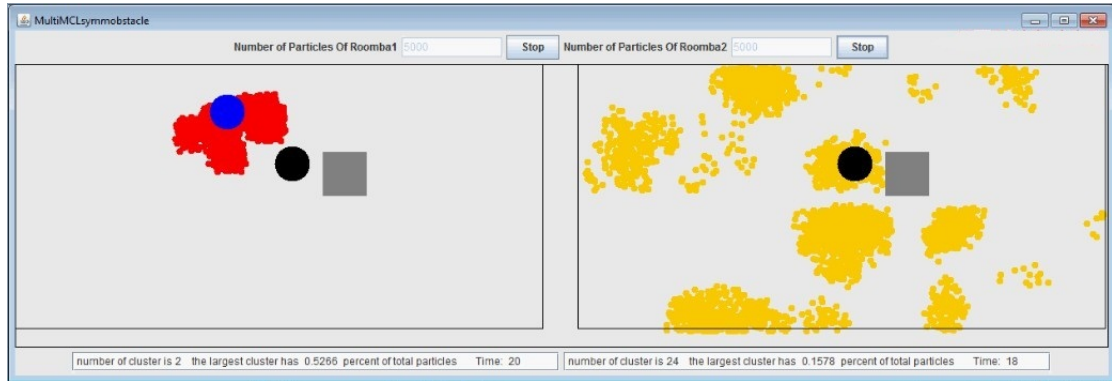 MultiMCLsymmobstacle
Number of Particles Of Roomba1 5000 Stop Number of Particles Of Roomba2 5000 Stop
number of cluster is 2 the largest cluster has 0.5266 percent of total particles Time: 20
number of cluster is 24 the largest cluster has 0.1578 percent of total particles Time: 18